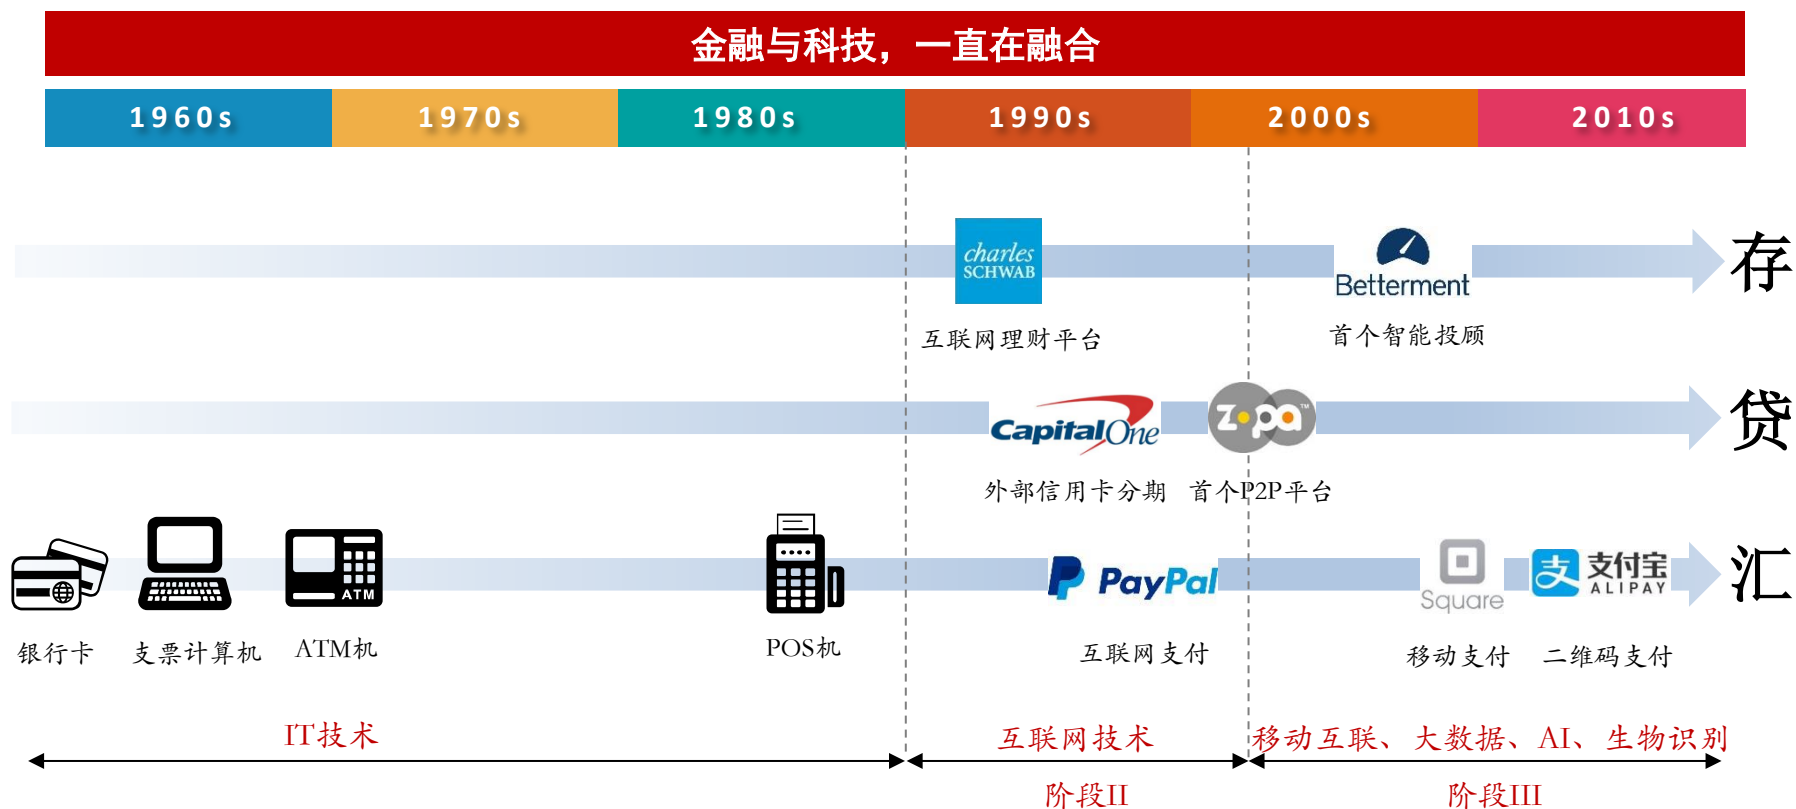 金融与科技，一直在融合
1960s
1970s
1980s
1990s
2000s
2010s
charles
SCHWAB
Betterment
存
互联网理财平台
首个智能投顾
CapitalOne
zopa™
贷
外部信用卡分期
首个P2P平台
ATM
PayPal
Square
支
支付宝
ALIPAY
汇
银行卡
支票计算机
ATM机
POS机
互联网支付
移动支付
二维码支付
IT技术
互联网技术
移动互联、大数据、AI、生物识别
阶段II
阶段III